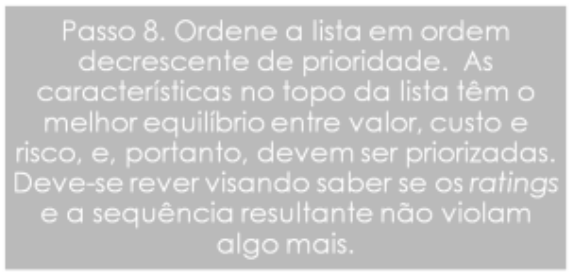 Passo 8. Ordene a lista em ordem
decrescente de prioridade. As
características no topo da lista têm o
melhor equilíbrio entre valor, custo e
risco, e, portanto, devem ser priorizadas.
Deve-se rever visando saber se os ratings
e a sequência resultante não violam
algo mais.